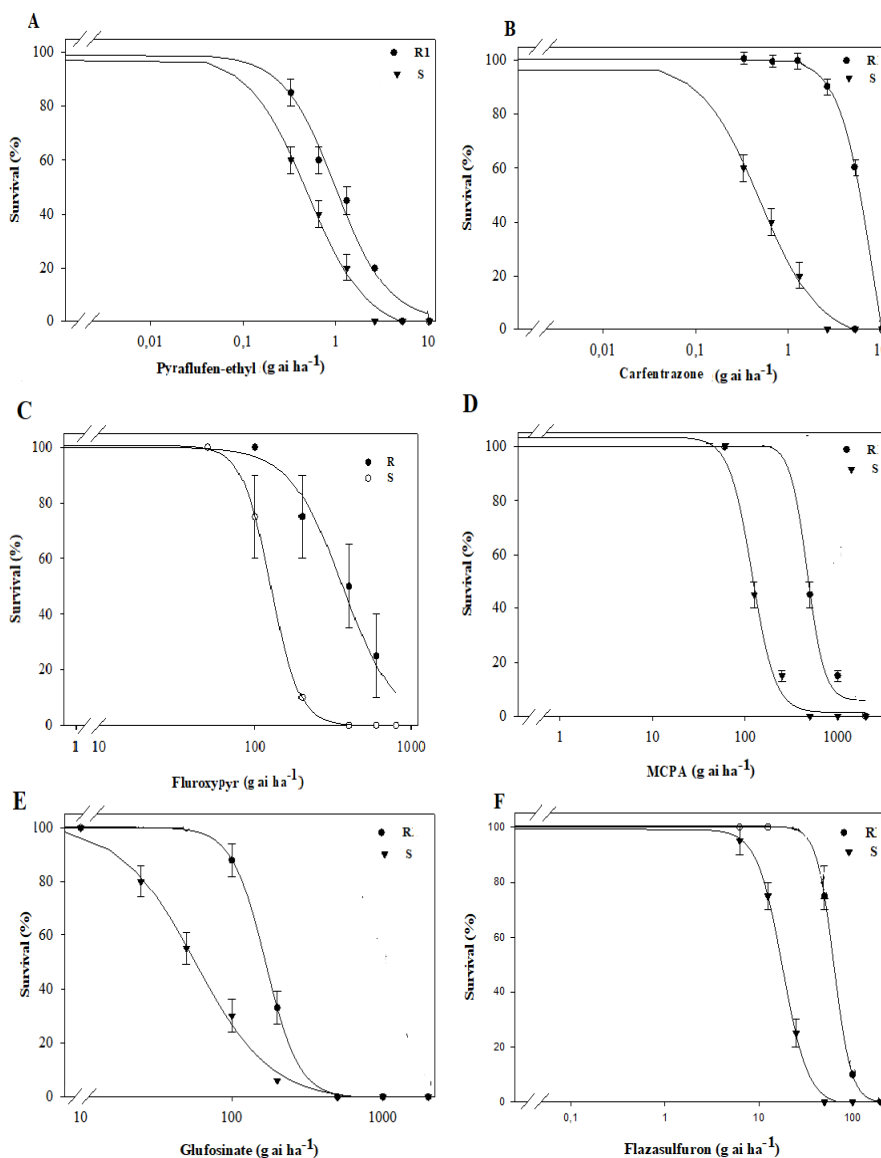 A
100
80
60
40
20
0
Survival (%)
R1
S
0,01
0,1
1
10
Pyraflufen-ethyl (g ai ha-1)
B
100
80
60
40
20
0
Survival (%)
R
S
0,01
0,1
1
10
Carfentrazone (g ai ha-1)
C
100
80
60
40
20
0
Survival (%)
R
S
1
10
100
1000
Fluroxypyr (g ai ha-1)
D
100
80
60
40
20
0
Survival (%)
R
S
1
10
100
1000
MCPA (g ai ha-1)
E
100
80
60
40
20
0
Survival (%)
R
S
10
100
1000
Glufosinate (g ai ha-1)
F
100
80
60
40
20
0
Survival (%)
R
S
0,1
1
10
100
Flazasulfuron (g ai ha-1)